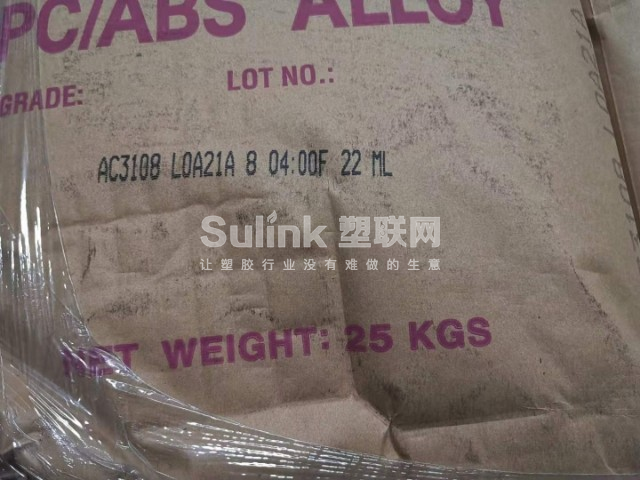 PC/ABS ALLOY
LOT NO.:
GRADE:
AC3108 L0A21A 8 04:00F 22 ML
Sulink 塑联网
让塑胶行业没有难做的生意
NET WEIGHT: 25 KGS